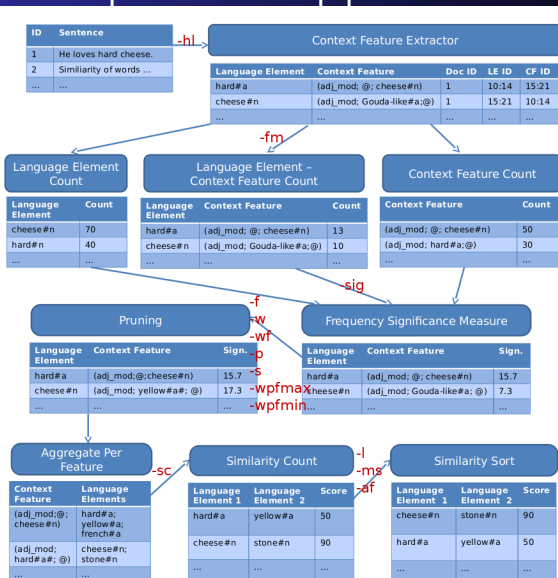 ID Sentence
1 He loves hard cheese.
2 Similiarity of words ...
... ...
-hl
Context Feature Extractor
Language Element Context Feature Doc ID LE ID CF ID
hard#a (adj_mod; @; cheese#n) 1 10:14 15:21
cheese#n (adj_mod; Gouda-like#a;@) 1 15:21 10:14
... ...
-fm
Language Element
Count
Language
Element Count
cheese#n 70
hard#n 40
... ...
Language Element –
Context Feature Count
Language
Element Context Feature Count
hard#a (adj_mod; @; cheese#n) 13
cheese#n (adj_mod; Gouda-like#a;@) 10
... ... ...
Context Feature Count
Context Feature Count
(adj_mod; @; cheese#n) 50
(adj_mod; hard#a;@) 30
... ...
-sig
-f
-w
-wf
-p
-s
-wpfmax
-wpfmin
Pruning
Language
Element Context Feature Sign.
hard#a (adj_mod;@;cheese#n) 15.7
cheese#n (adj_mod; yellow#a#; @) 17.3
... ... ...
Frequency Significance Measure
Language
Element Context Feature Sign.
hard#a (adj_mod; @; cheese#n) 15.7
cheese#n (adj_mod; Gouda-like#a; @) 7.3
... ... ...
Aggregate Per
Feature
Context
Feature Language
Elements
(adj_mod;@;
cheese#n) hard#a;
yellow#a;
french#a
(adj_mod;
hard#a#; @) cheese#n;
stone#n
... ...
-sc
Similarity Count
Language
Element 1 Language
Element 2 Score
hard#a yellow#a 50
cheese#n stone#n 90
... ... ...
-l
-ms
-af
Similarity Sort
Language
Element 1 Language
Element 2 Score
cheese#n stone#n 90
hard#a yellow#a 50
... ... ...